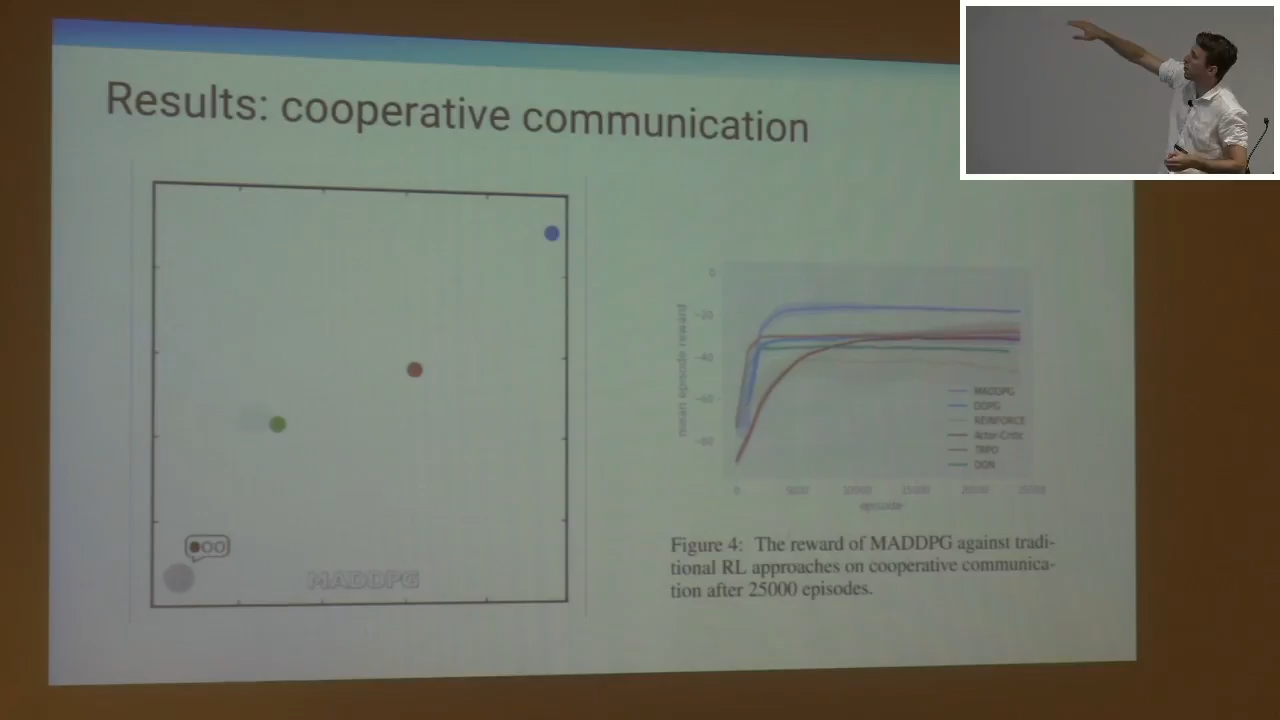 Results: cooperative communication
MADDPG
0
−20
−40
−60
−80
mean episode reward
MADDPG
DDPG
REINFORCE
Actor-Critic
TRPO
DQN
0 5000 10000 15000 20000 25000
episode
Figure 4: The reward of MADDPG against tradi-
tional RL approaches on cooperative communica-
tion after 25000 episodes.